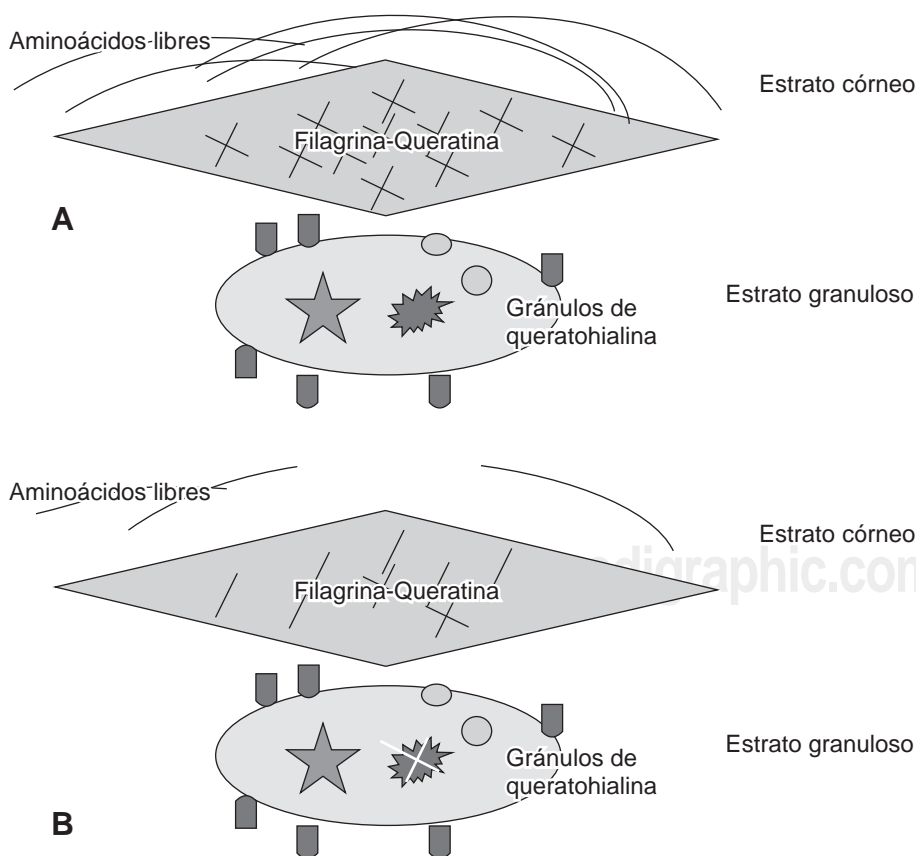 Aminoácidos libres
Estrato córneo
Filagrina-Queratina
A
Estrato granuloso
Gránulos de
queratohialina
Aminoácidos libres
Estrato córneo
Filagrina-Queratina
Estrato granuloso
Gránulos de
queratohialina
B